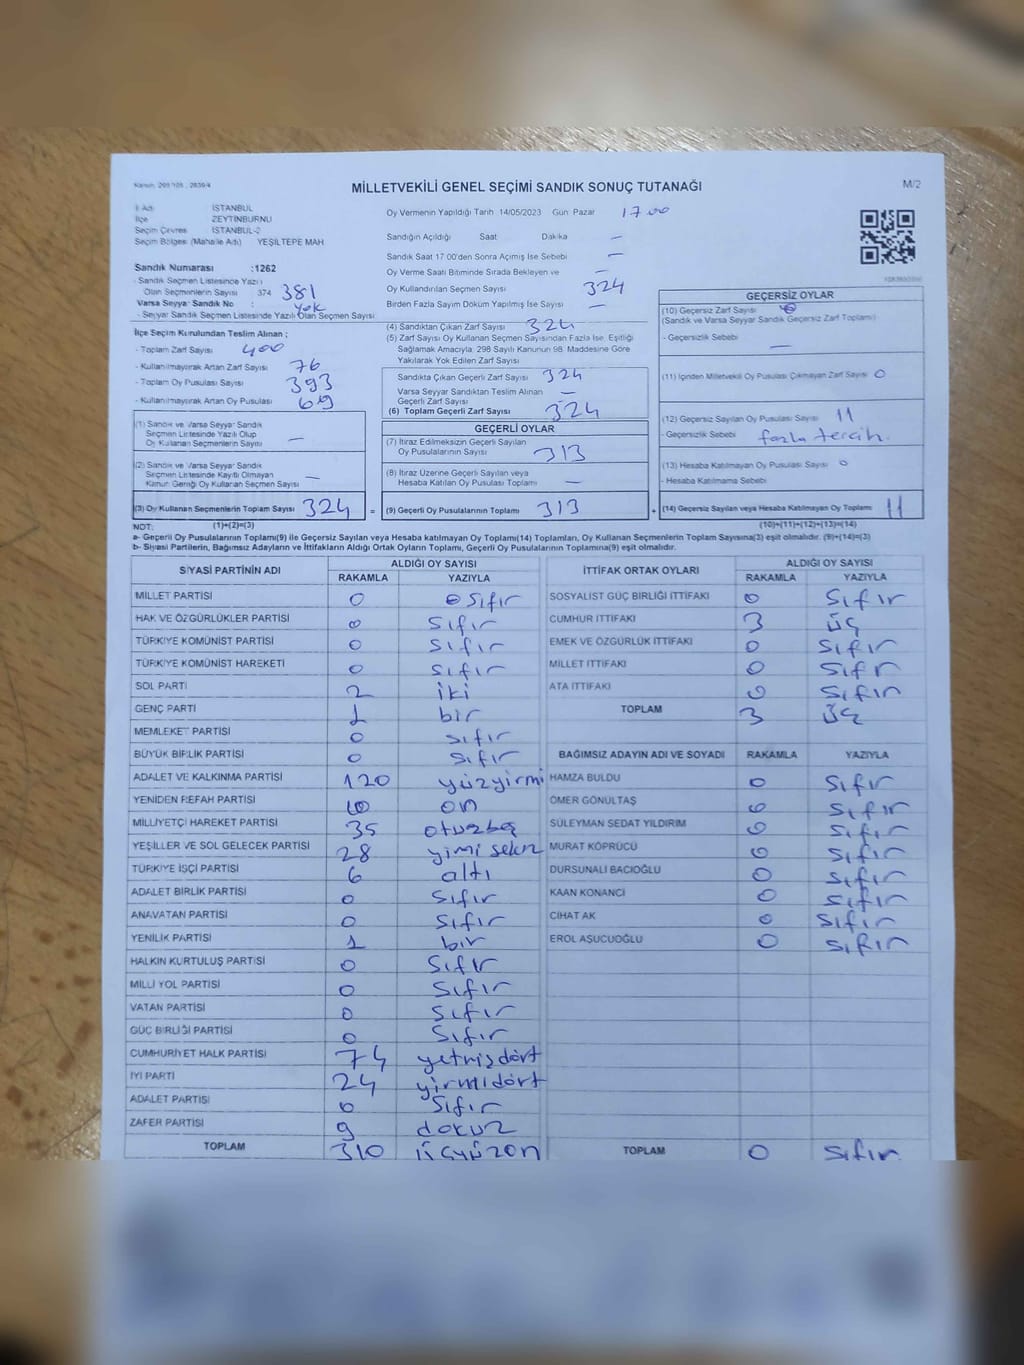 Kanun: 298/105 , 2839/4
MİLLETVEKİLİ GENEL SEÇİMİ SANDIK SONUÇ TUTANAĞI
M/2
İl Adı : İSTANBUL
İlçe : ZEYTİNBURNU
Seçim Çevres : İSTANBUL-2
Seçim Bölges (Mahalle Adı) YEŞİLTEPE MAH
Sandık Numarası :1262
- Sandık Seçmen Listesinde Yazılı
Olan Seçmenlerin Sayısı 374 381
Varsa Seyyar Sandık No : Yok
- Seyyar Sandık Seçmen Listesinde Yazılı Olan Seçmen Sayısı
İlçe Seçim Kurulundan Teslim Alınan ;
- Toplam Zarf Sayısı 400
- Kullanılmayarak Artan Zarf Sayısı 76
- Toplam Oy Pusulası Sayısı 393
- Kullanılmayarak Artan Oy Pusulası 69
(1) Sandık ve Varsa Seyyar Sandık
Seçmen Listesinde Yazılı Olup
Oy Kullanan Seçmenlerin Sayısı —
(2) Sandık ve Varsa Seyyar Sandık
Seçmen Listesinde Kayıtlı Olmayan
Kanun Gereği Oy Kullanan Seçmen Sayısı —
(3) Oy Kullanan Seçmenlerin Toplam Sayısı 324 =
Oy Vermenin Yapıldığı Tarih 14/05/2023 Gün: Pazar 17.00
Sandığın Açıldığı Saat Dakika —
Sandık Saat 17 00'den Sonra Açmış İse Sebebi —
Oy Verme Saati Bitiminde Sırada Bekleyen ve —
Oy Kullandırılan Seçmen Sayısı 324
Birden Fazla Sayım Döküm Yapılmış İse Sayısı —
(4) Sandıktan Çıkan Zarf Sayısı 324
(5) Zarf Sayısı Oy Kullanan Seçmen Sayısından Fazla İse, Eşitliği
Sağlamak Amacıyla, 298 Sayılı Kanunun 98. Maddesine Göre
Yakılarak Yok Edilen Zarf Sayısı
Sandıkta Çıkan Geçerli Zarf Sayısı 324
Varsa Seyyar Sandıktan Teslim Alınan —
Geçerli Zarf Sayısı
(6) Toplam Geçerli Zarf Sayısı 324
GEÇERLİ OYLAR
(7) İtiraz Edilmeksizin Geçerli Sayılan
Oy Pusulalarının Sayısı 313
(8) İtiraz Üzerine Geçerli Sayılan veya
Hesaba Katılan Oy Pusulası Toplamı —
(9) Geçerli Oy Pusulalarının Toplamı 313 +
GEÇERSİZ OYLAR
(10) Geçersiz Zarf Sayısı 0
(Sandık ve Varsa Seyyar Sandık Geçersiz Zarf Toplamı)
- Geçersizlik Sebebi —
(11) İçinden Milletvekili Oy Pusulası Çıkmayan Zarf Sayısı 0
(12) Geçersiz Sayılan Oy Pusulası Sayısı 11
- Geçersizlik Sebebi fazla tercih.
(13) Hesaba Katılmayan Oy Pusulası Sayısı 0
- Hesaba Katılmama Sebebi
(14) Geçersiz Sayılan veya Hesaba Katılmayan Oy Toplamı 11
NOT: (1)+(2)=(3) (10)+(11)+(12)+(13)=(14)
a- Geçerli Oy Pusulalarının Toplamı(9) ile Geçersiz Sayılan veya Hesaba Katılmayan Oy Toplamı(14) Toplamları, Oy Kullanan Seçmenlerin Toplam Sayısına(3) eşit olmalıdır. (9)+(14)=(3)
b- Siyasi Partilerin, Bağımsız Adayların ve İttifakların Aldığı Ortak Oyların Toplamı, Geçerli Oy Pusulalarının Toplamına(9) eşit olmalıdır.
SİYASİ PARTİNİN ADI ALDIĞI OY SAYISI
RAKAMLA YAZIYLA
MİLLET PARTİSİ 0 0 sıfır
HAK VE ÖZGÜRLÜKLER PARTİSİ 0 sıfır
TÜRKİYE KOMÜNİST PARTİSİ 0 sıfır
TÜRKİYE KOMÜNİST HAREKETİ 0 sıfır
SOL PARTİ 2 iki
GENÇ PARTİ 1 bir
MEMLEKET PARTİSİ 0 sıfır
BÜYÜK BİRLİK PARTİSİ 0 sıfır
ADALET VE KALKINMA PARTİSİ 120 yüzyirmi
YENİDEN REFAH PARTİSİ 10 on
MİLLİYETÇİ HAREKET PARTİSİ 35 otuzbeş
YEŞİLLER VE SOL GELECEK PARTİSİ 28 yimi sekiz
TÜRKİYE İŞÇİ PARTİSİ 6 altı
ADALET BİRLİK PARTİSİ 0 sıfır
ANAVATAN PARTİSİ 0 sıfır
YENİLİK PARTİSİ 1 bir
HALKIN KURTULUŞ PARTİSİ 0 sıfır
MİLLİ YOL PARTİSİ 0 sıfır
VATAN PARTİSİ 0 sıfır
GÜÇ BİRLİĞİ PARTİSİ 0 sıfır
CUMHURİYET HALK PARTİSİ 74 yetmişdört
İYİ PARTİ 24 yirmidört
ADALET PARTİSİ 0 sıfır
ZAFER PARTİSİ 9 dokuz
TOPLAM 310 üçyüzon
İTTİFAK ORTAK OYLARI ALDIĞI OY SAYISI
RAKAMLA YAZIYLA
SOSYALİST GÜÇ BİRLİĞİ İTTİFAKI 0 sıfır
CUMHUR İTTİFAKI 3 üç
EMEK VE ÖZGÜRLÜK İTTİFAKI 0 sıfır
MİLLET İTTİFAKI 0 sıfır
ATA İTTİFAKI 0 sıfır
TOPLAM 3 üç
BAĞIMSIZ ADAYIN ADI VE SOYADI RAKAMLA YAZIYLA
HAMZA BULDU 0 sıfır
ÖMER GÖNÜLTAŞ 0 sıfır
SÜLEYMAN SEDAT YILDIRIM 0 sıfır
MURAT KÖPRÜCÜ 0 sıfır
DURSUNALİ BACIOĞLU 0 sıfır
KAAN KONANCI 0 sıfır
CİHAT AK 0 sıfır
EROL AŞUCUOĞLU 0 sıfır
TOPLAM 0 sıfır